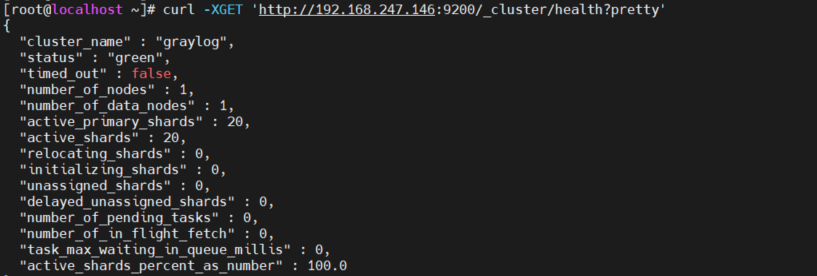 [root@localhost ~]# curl -XGET 'http://192.168.247.146:9200/_cluster/health?pretty'
{
  "cluster_name" : "graylog",
  "status" : "green",
  "timed_out" : false,
  "number_of_nodes" : 1,
  "number_of_data_nodes" : 1,
  "active_primary_shards" : 20,
  "active_shards" : 20,
  "relocating_shards" : 0,
  "initializing_shards" : 0,
  "unassigned_shards" : 0,
  "delayed_unassigned_shards" : 0,
  "number_of_pending_tasks" : 0,
  "number_of_in_flight_fetch" : 0,
  "task_max_waiting_in_queue_millis" : 0,
  "active_shards_percent_as_number" : 100.0